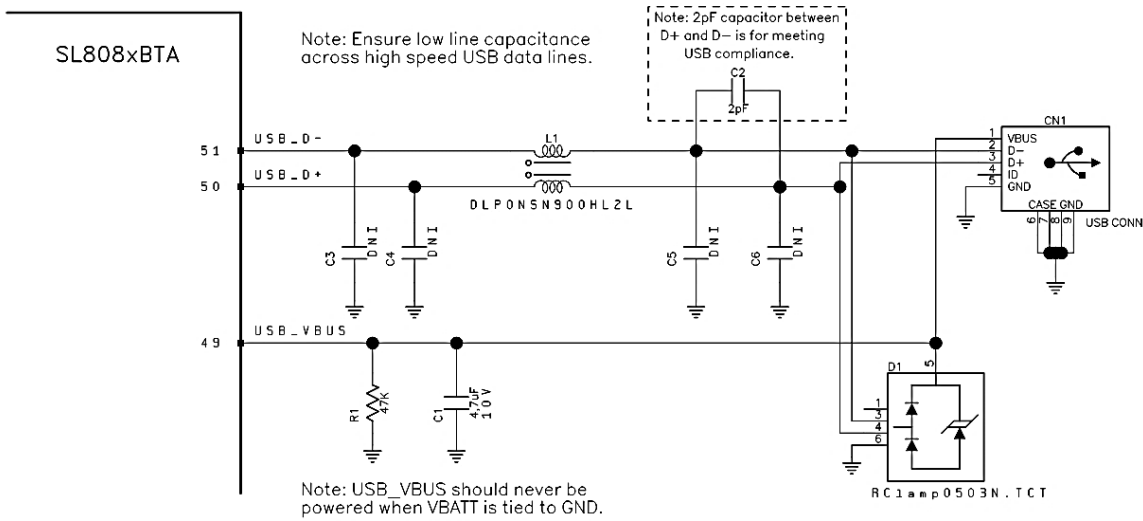 SL808xBTA
Note: Ensure low line capacitance
across high speed USB data lines.
Note: 2pF capacitor between
D+ and D- is for meeting
USB compliance.
C2
2pF
CN1
51
USB_D-
L1
50
USB_D+
DLP0NSN900HL2L
1
VBUS
2
D-
3
D+
4
ID
5
GND
CASE GND
6
7
8
9
USB CONN
C3
DNI
C4
DNI
C5
DNI
C6
DNI
49
USB_VBUS
R1
47K
C1
4.7uF
10V
D1
5
1
3
4
6
RClamp0503N.TCT
Note: USB_VBUS should never be
powered when VBATT is tied to GND.